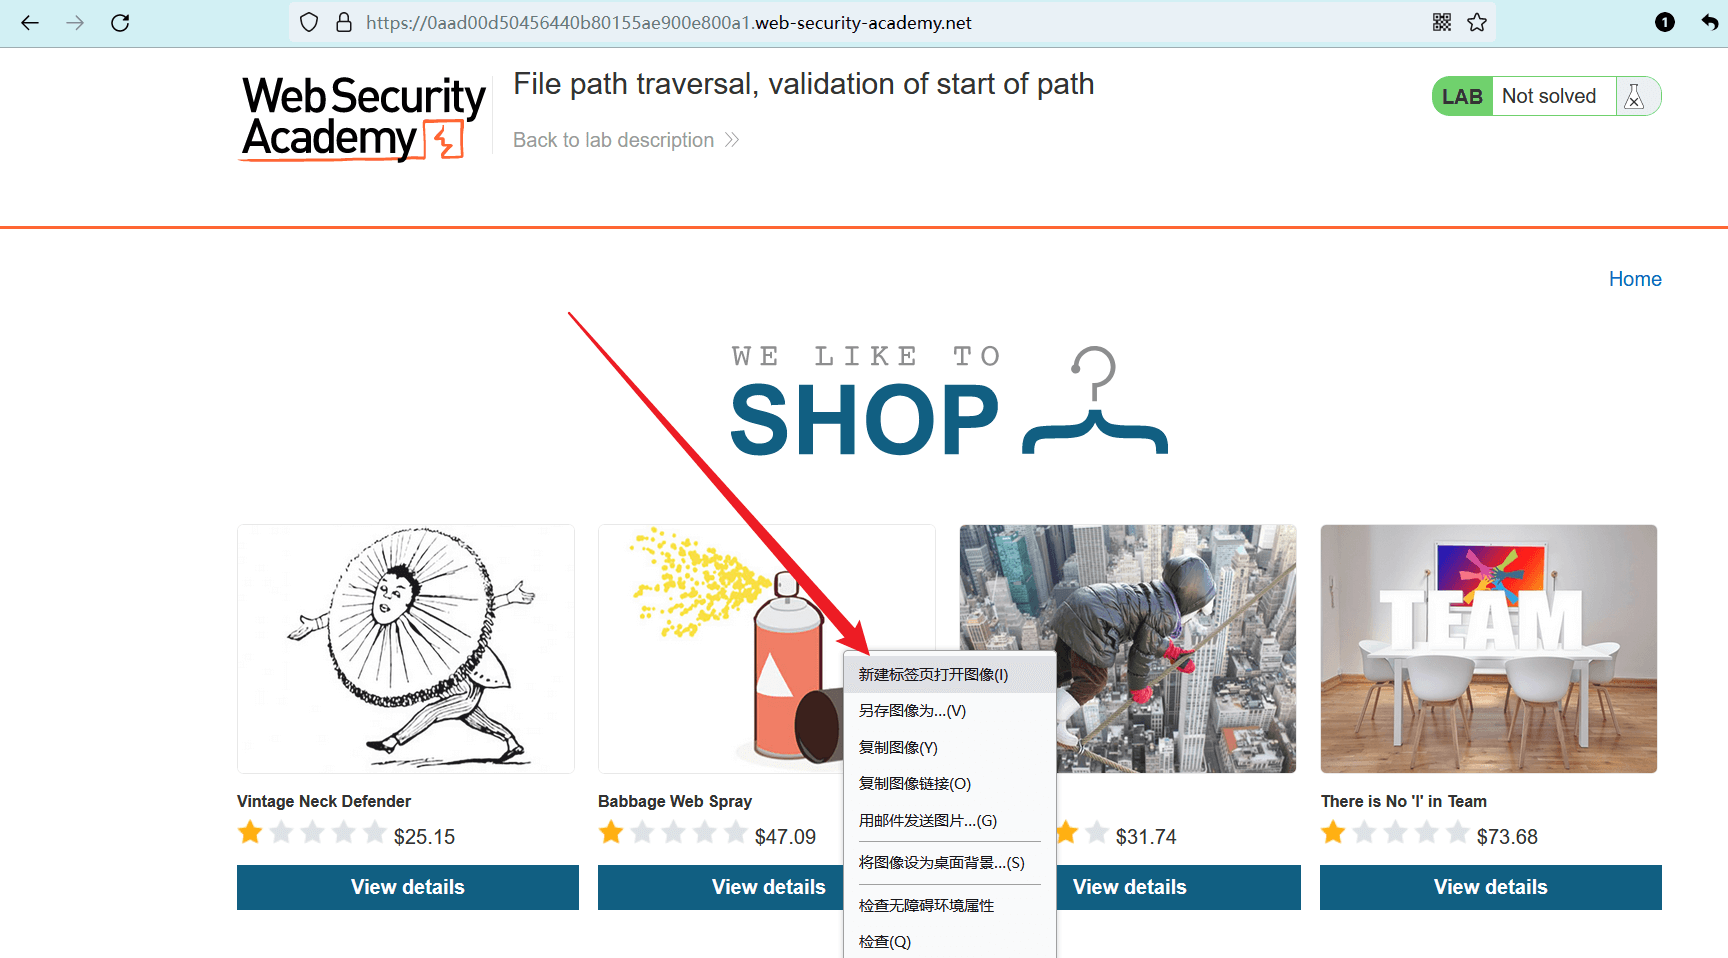 https://0aad00d50456440b80155ae900e800a1.web-security-academy.net
1
Web Security
Academy
File path traversal, validation of start of path
Back to lab description
LAB Not solved
Home
WE LIKE TO
SHOP
TEAM
新建标签页打开图像(I)
另存图像为...(V)
复制图像(Y)
复制图像链接(O)
用邮件发送图片...(G)
将图像设为桌面背景...(S)
检查无障碍环境属性
检查(Q)
Vintage Neck Defender
$25.15
View details
Babbage Web Spray
$47.09
View details
$31.74
View details
There is No 'I' in Team
$73.68
View details